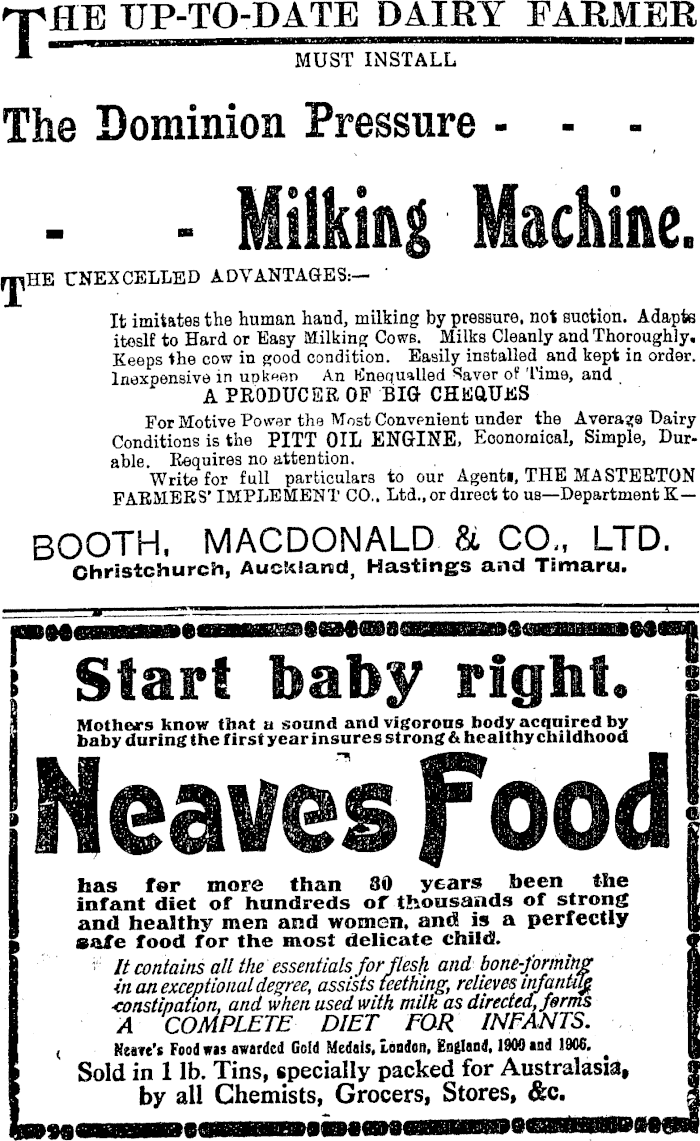 THE UP-TO-DATE DAIRY FARMER
MUST INSTALL
The Dominion Pressure - - -
- - Milking Machine.
THE UNEXCELLED ADVANTAGES:—
It imitates the human hand, milking by pressure, not suction. Adapts
iteslf to Hard or Easy Milking Cows. Milks Cleanly and Thoroughly.
Keeps the cow in good condition. Easily installed and kept in order.
Inexpensive in upkeep An Enequalled Saver of Time, and
A PRODUCER OF BIG CHEQUES
For Motive Power the Most Convenient under the Average Dairy
Conditions is the PITT OIL ENGINE, Economical, Simple, Dur-
able. Requires no attention.
Write for full particulars to our Agents, THE MASTERTON
FARMERS' IMPLEMENT CO., Ltd., or direct to us—Department K—
BOOTH, MACDONALD & CO., LTD.
Christchurch, Auckland, Hastings and Timaru.
Start baby right.
Mothers know that a sound and vigorous body acquired by
baby during the first year insures strong & healthy childhood
Neaves Food
has for more than 80 years been the
infant diet of hundreds of thousands of strong
and healthy men and women, and is a perfectly
safe food for the most delicate child.
It contains all the essentials for flesh and bone-forming
in an exceptional degree, assists teething, relieves infantile
constipation, and when used with milk as directed, forms
A COMPLETE DIET FOR INFANTS.
Neave's Food was awarded Gold Medals, London, England, 1900 and 1906.
Sold in 1 lb. Tins, specially packed for Australasia,
by all Chemists, Grocers, Stores, &c.